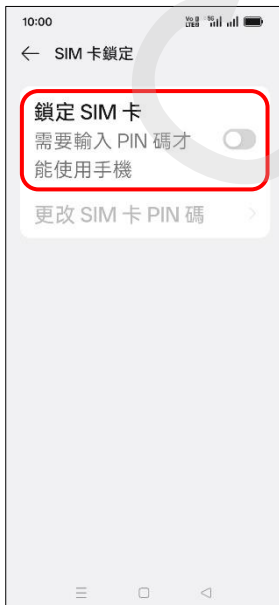 10:00
← SIM 卡鎖定
鎖定 SIM 卡
需要輸入 PIN 碼才
能使用手機
更改 SIM 卡 PIN 碼